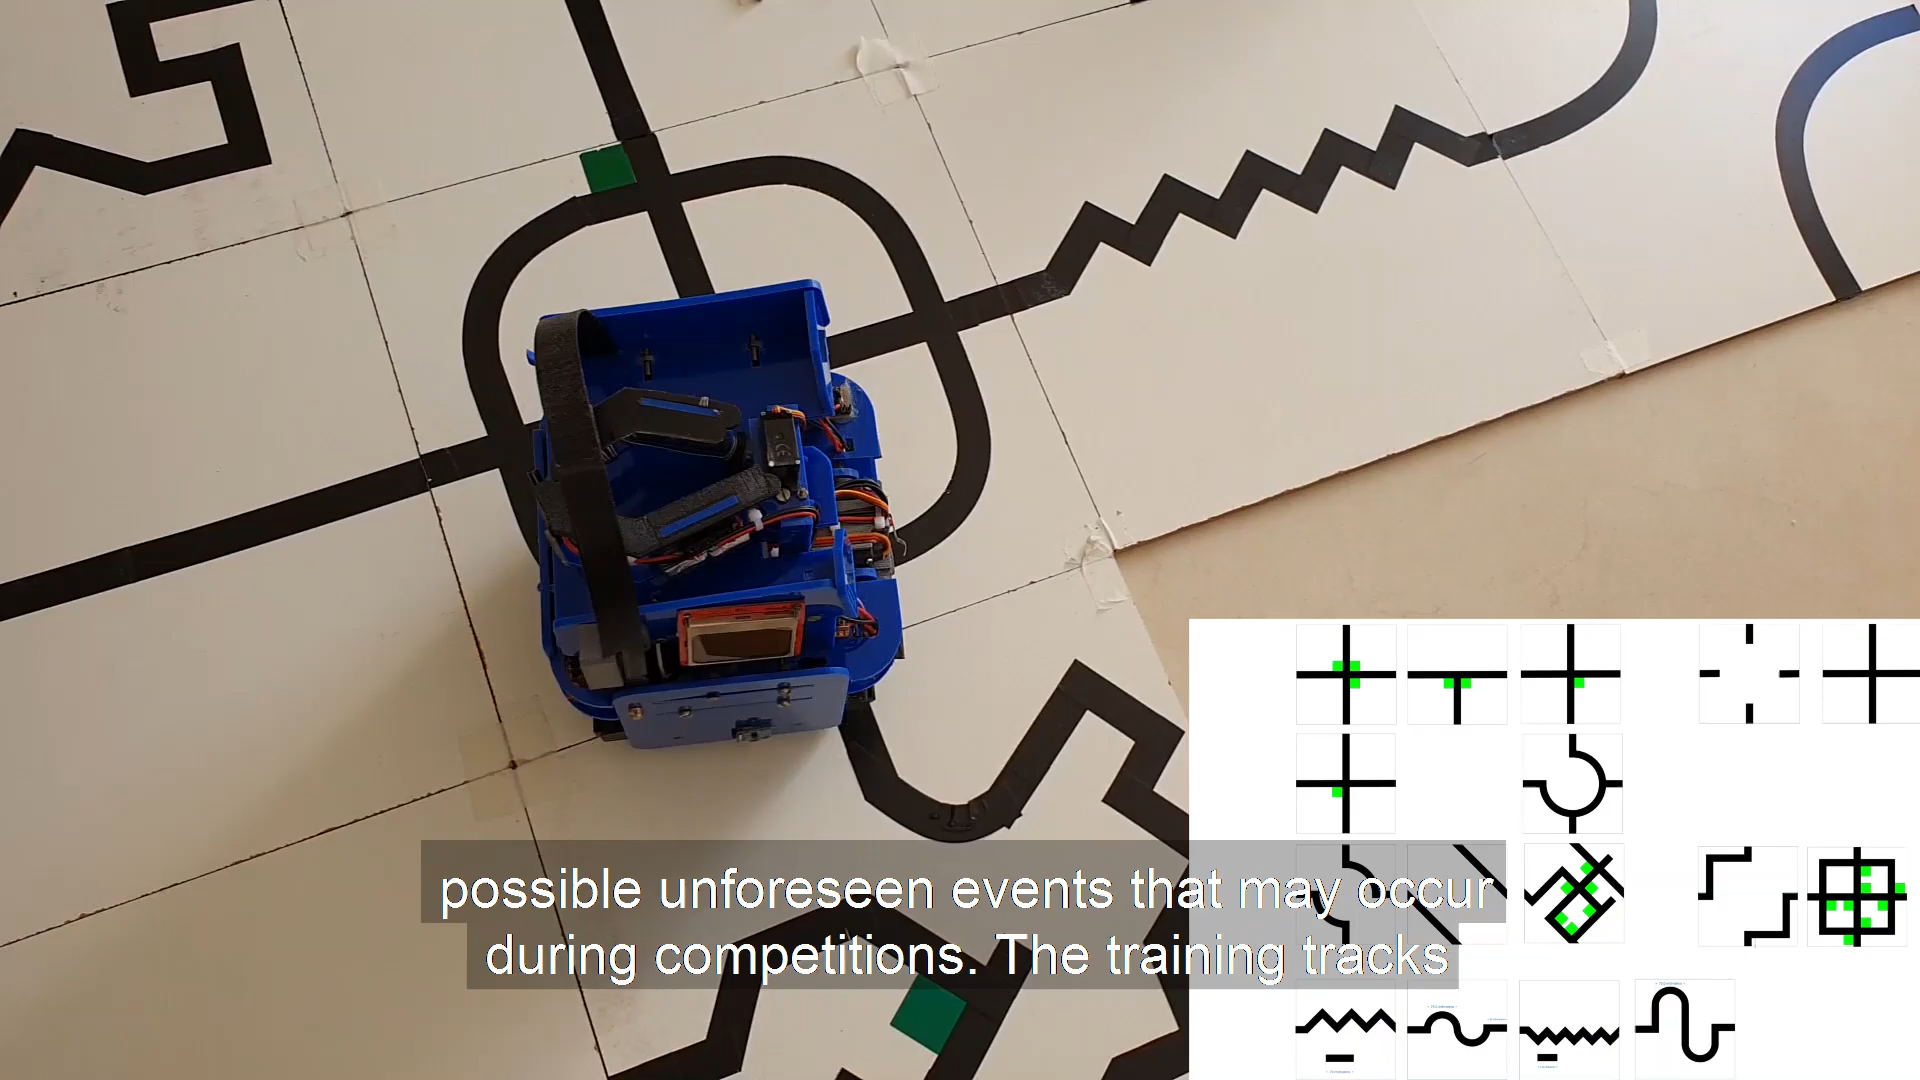 possible unforeseen events that may occur
during competitions. The training tracks